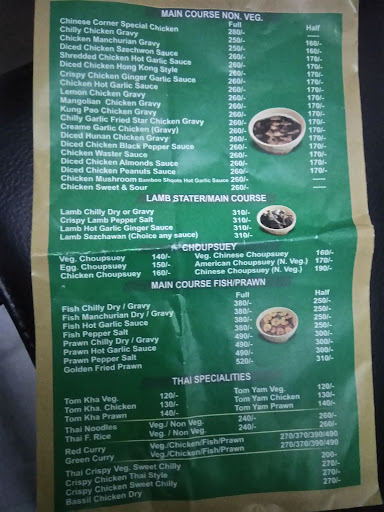 MAIN COURSE NON. VEG.
Full Half
Chinese Corner Special Chicken 280/- -----
Chilly Chicken Gravy 250/- 160/-
Chicken Manchurian Gravy 250/- 160/-
Diced Chicken Szechwon Sauce 260/- 170/-
Shredded Chicken Hot Garlic Sauce 260/- 170/-
Diced Chicken Hong Kong Style 260/- 170/-
Crispy Chicken Ginger Garlic Sauce 260/- 170/-
Chicken Hot Garlic Sauce 260/- 170/-
Lemon Chicken Gravy 260/- 170/-
Mangolian Chicken Gravy 260/- 170/-
Kung Pao Chicken Gravy 260/- 170/-
Chilly Garlic Fried Star Chicken Gravy 260/- 170/-
Creame Garlic Chicken (Gravy) 260/- 170/-
Diced Hunan Chicken Gravy 260/- 170/-
Diced Chicken Black Pepper Sauce 260/- 170/-
Chicken Waster Sauce 260/- 170/-
Diced Chicken Almonds Sauce 260/- 170/-
Diced Chicken Peanuts Sauce 260/- 170/-
Chicken Mushroom Bamboo Shoots Hot Garlic Sauce 260/- -----
Chicken Sweet & Sour 260/- -----
LAMB STATER/MAIN COURSE
Lamb Chilly Dry or Gravy 310/-
Crispy Lamb Pepper Salt 310/-
Lamb Hot Garlic Ginger Sauce 310/-
Lamb Sezchawan (Choice any sauce) 310/-
CHOUPSUEY
Veg. Choupsuey 140/- Veg. Chinese Choupsuey 160/-
Egg. Choupsuey 150/- American Choupsuey (N. Veg.) 170/-
Chicken Choupsuey 160/- Chinese Choupsuey (N. Veg.) 190/-
MAIN COURSE FISH/PRAWN
Full Half
Fish Chilly Dry / Gravy 380/- 250/-
Fish Manchurian Dry / Gravy 380/- 250/-
Fish Hot Garlic Sauce 380/- 250/-
Fish Pepper Salt 380/- 250/-
Prawn Chilly Dry / Gravy 490/- 300/-
Prawn Hot Garlic Sauce 490/- 300/-
Prawn Pepper Salt 490/- 300/-
Golden Fried Prawn 520/- 310/-
THAI SPECIALITIES
Tom Kha Veg. 120/- Tom Yam Veg. 120/-
Tom Kha. Chicken 130/- Tom Yam Chicken 130/-
Tom Kha Prawn 140/- Tom Yam Prawn 140/-
Thai Noodles Veg./ Non Veg. 240/- 260/-
Thai F. Rice Veg. / Non Veg. 240/- 260/-
Red Curry Veg./Chicken/Fish/Prawn 270/370/390/490
Green Curry Veg./Chicken/Fish/Prawn 270/370/390/490
Thai Crispy Veg. Sweet Chilly 200-
Crispy Chicken Thai Style 270/-
Crispy Chicken Sweet Chilly 270/-
Bassil Chicken Dry 270/-